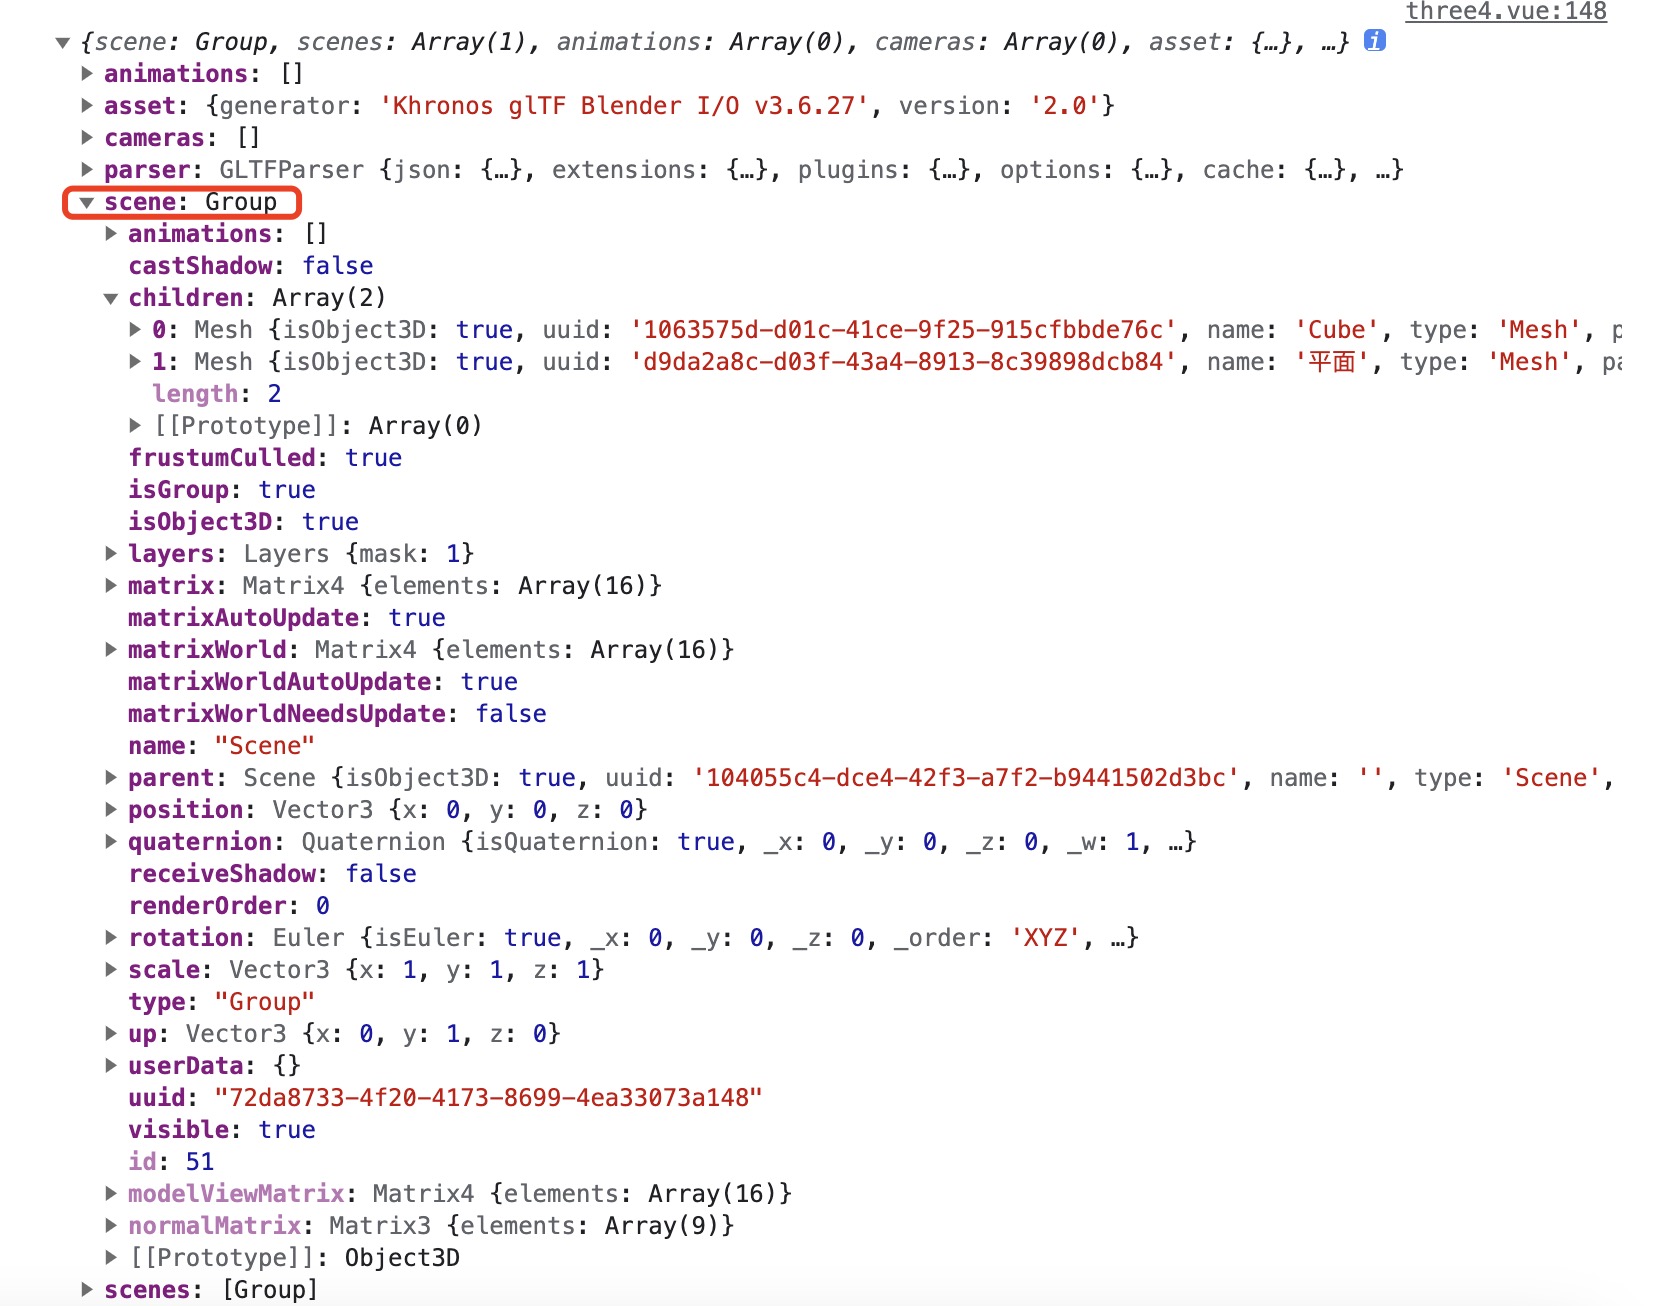 three4.vue:148
▼ {scene: Group, scenes: Array(1), animations: Array(0), cameras: Array(0), asset: {…}, …} i
▶ animations: []
▶ asset: {generator: 'Khronos glTF Blender I/O v3.6.27', version: '2.0'}
▶ cameras: []
▶ parser: GLTFParser {json: {…}, extensions: {…}, plugins: {…}, options: {…}, cache: {…}, …}
▼ scene: Group
▶ animations: []
castShadow: false
▼ children: Array(2)
▶ 0: Mesh {isObject3D: true, uuid: '1063575d-d01c-41ce-9f25-915cfbbde76c', name: 'Cube', type: 'Mesh', p
▶ 1: Mesh {isObject3D: true, uuid: 'd9da2a8c-d03f-43a4-8913-8c39898dcb84', name: '平面', type: 'Mesh', pa
length: 2
▶ [[Prototype]]: Array(0)
frustumCulled: true
isGroup: true
isObject3D: true
▶ layers: Layers {mask: 1}
▶ matrix: Matrix4 {elements: Array(16)}
matrixAutoUpdate: true
▶ matrixWorld: Matrix4 {elements: Array(16)}
matrixWorldAutoUpdate: true
matrixWorldNeedsUpdate: false
name: "Scene"
▶ parent: Scene {isObject3D: true, uuid: '104055c4-dce4-42f3-a7f2-b9441502d3bc', name: '', type: 'Scene',
▶ position: Vector3 {x: 0, y: 0, z: 0}
▶ quaternion: Quaternion {isQuaternion: true, _x: 0, _y: 0, _z: 0, _w: 1, …}
receiveShadow: false
renderOrder: 0
▶ rotation: Euler {isEuler: true, _x: 0, _y: 0, _z: 0, _order: 'XYZ', …}
▶ scale: Vector3 {x: 1, y: 1, z: 1}
type: "Group"
▶ up: Vector3 {x: 0, y: 1, z: 0}
▶ userData: {}
uuid: "72da8733-4f20-4173-8699-4ea33073a148"
visible: true
id: 51
▶ modelViewMatrix: Matrix4 {elements: Array(16)}
▶ normalMatrix: Matrix3 {elements: Array(9)}
▶ [[Prototype]]: Object3D
▶ scenes: [Group]